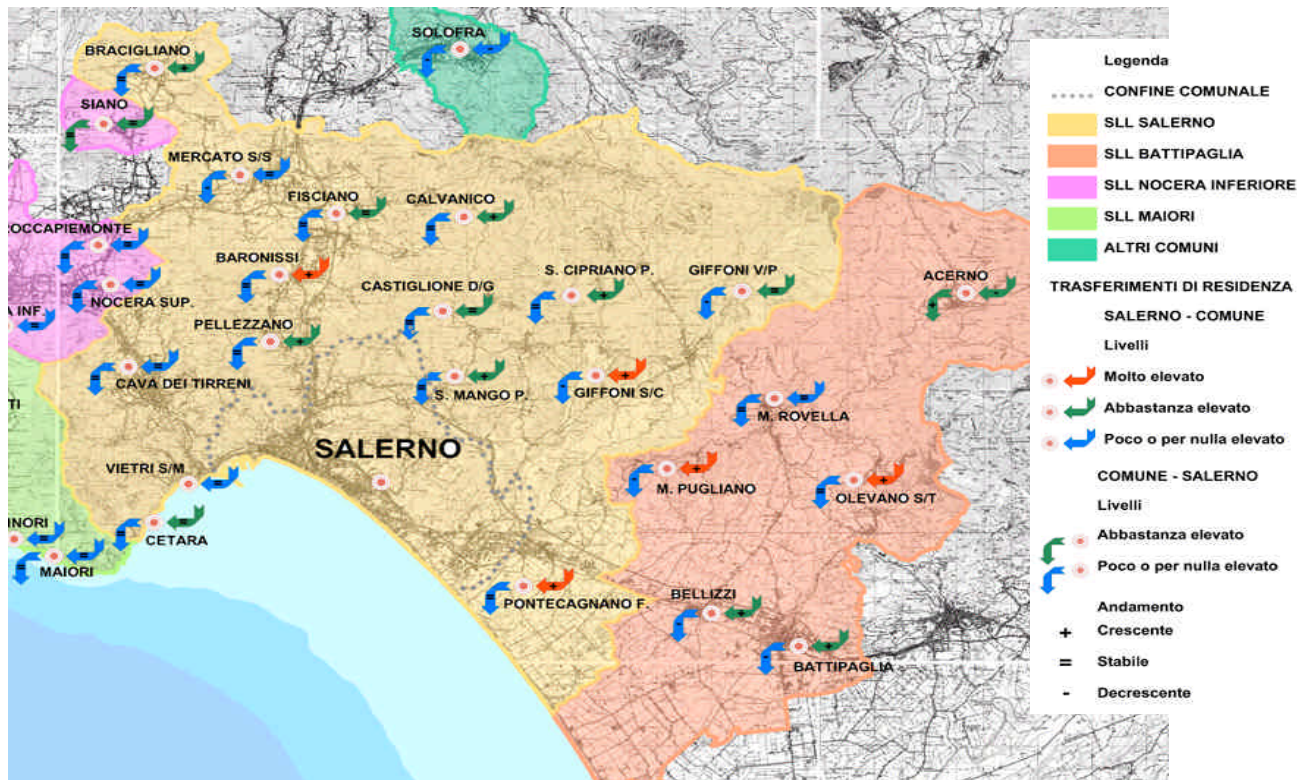 SOLOFRA
BRACIGLIANO
SIANO
MERCATO S/S
FISCIANO
CALVANICO
ROCCAPIEMONTE
BARONISSI
S. CIPRIANO P.
GIFFONI V/P
ACERNO
CASTIGLIONE D/G
NOCERA SUP.
A INF.
PELLEZZANO
CAVA DEI TIRRENI
S. MANGO P.
GIFFONI S/C
M. ROVELLA
TI
SALERNO
VIETRI S/M
M. PUGLIANO
OLEVANO S/T
INORI
CETARA
MAIORI
PONTECAGNANO F.
BELLIZZI
BATTIPAGLIA
Legenda
CONFINE COMUNALE
SLL SALERNO
SLL BATTIPAGLIA
SLL NOCERA INFERIORE
SLL MAIORI
ALTRI COMUNI
TRASFERIMENTI DI RESIDENZA
SALERNO - COMUNE
Livelli
Molto elevato
Abbastanza elevato
Poco o per nulla elevato
COMUNE - SALERNO
Livelli
Abbastanza elevato
Poco o per nulla elevato
Andamento
+ Crescente
= Stabile
- Decrescente